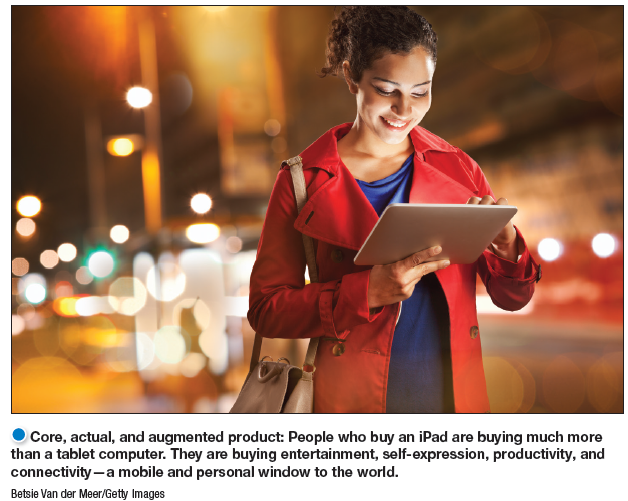 Core, actual, and augmented product: People who buy an iPad are buying much more
than a tablet computer. They are buying entertainment, self-expression, productivity, and
connectivity—a mobile and personal window to the world.
Betsie Van der Meer/Getty Images